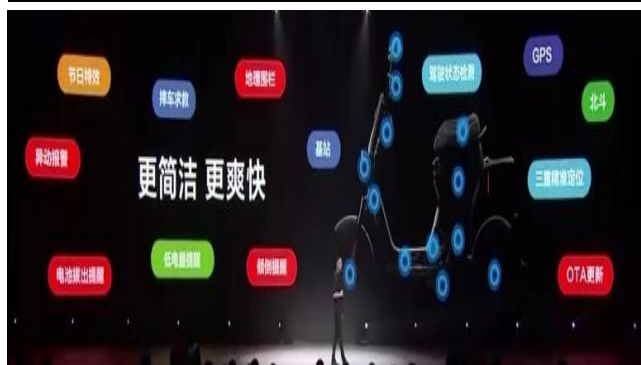 节日特效
撞车求救
地理围栏
驾驶状态检测
GPS
北斗
异动报警
更简洁 更爽快
基站
三重精准定位
电池拔出提醒
低电量提醒
倾倒提醒
OTA更新